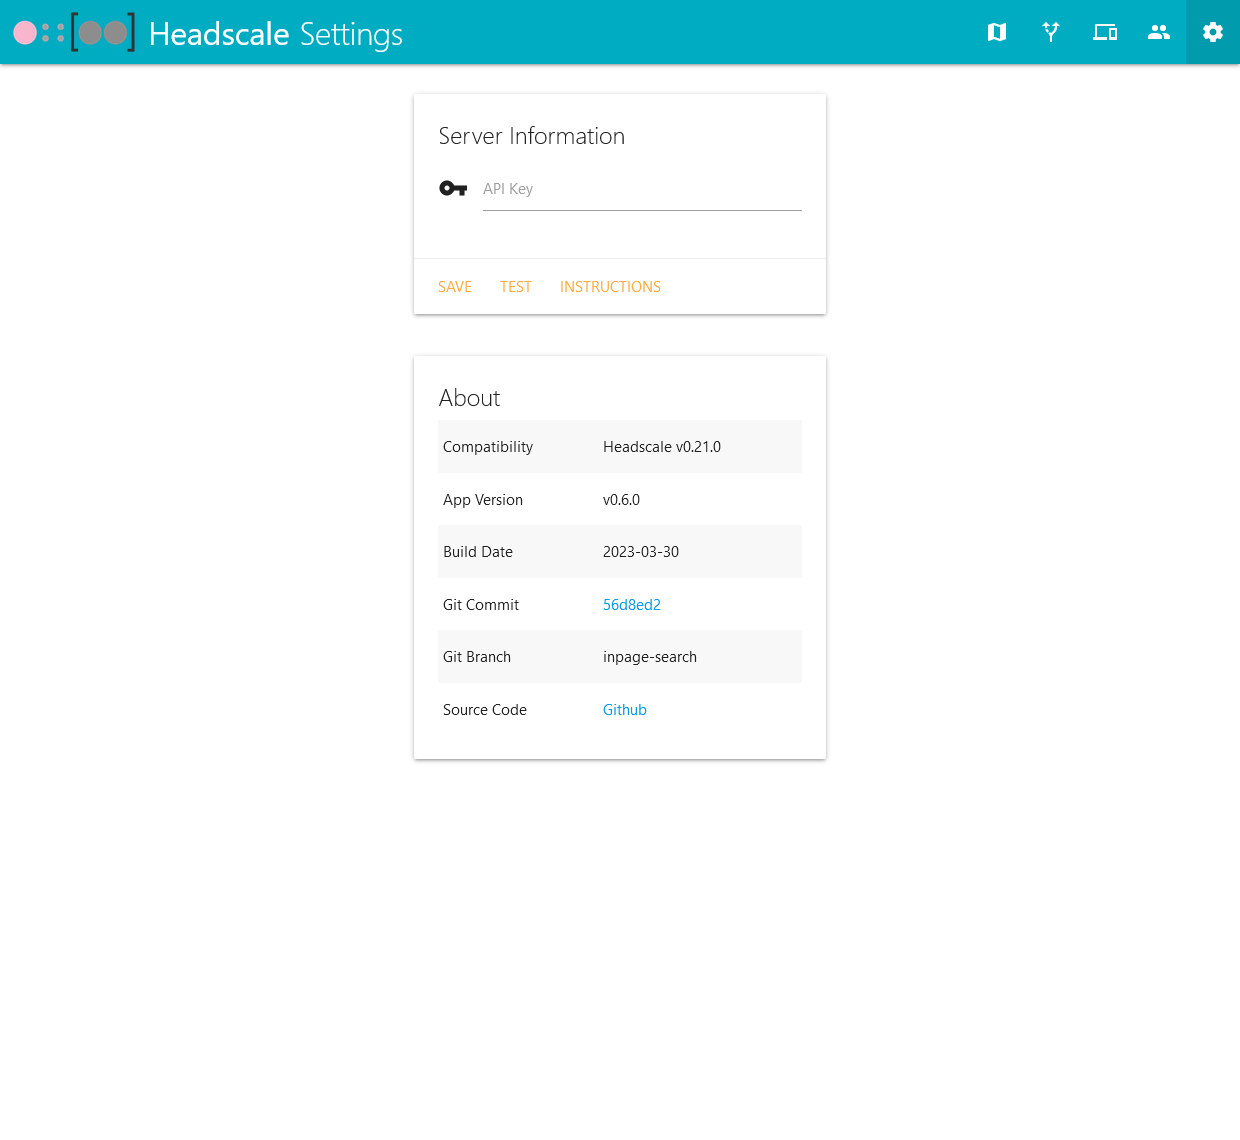 Headscale Settings
Server Information
API Key
SAVE TEST INSTRUCTIONS
About
Compatibility Headscale v0.21.0
App Version v0.6.0
Build Date 2023-03-30
Git Commit 56d8ed2
Git Branch inpage-search
Source Code Github